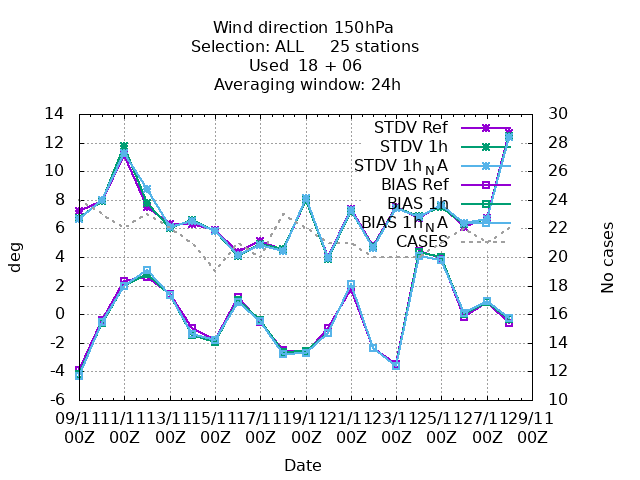 Wind direction 150hPa
Selection: ALL 25 stations
Used 18 + 06
Averaging window: 24h
14 30
12 28
10 26
8 24
6 22
4 20
2 18
0 16
-2 14
-4 12
-6 10
STDV Ref
STDV 1h
STDV 1h_N A
BIAS Ref
BIAS 1h
BIAS 1h_N A
CASES
deg
No cases
09/11 11/11 13/11 15/11 17/11 19/11 21/11 23/11 25/11 27/11 29/11
00Z 00Z 00Z 00Z 00Z 00Z 00Z 00Z 00Z 00Z 00Z
Date